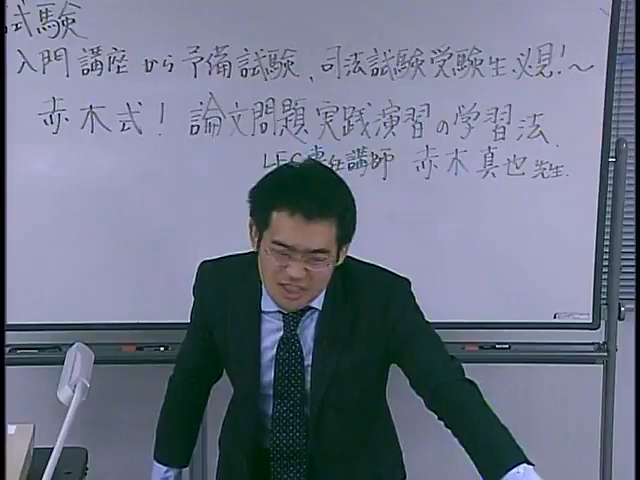 式験
入門講座から予備試験、司法試験受験生必見!~
赤木式! 論文問題実践演習の学習法.
LEC専任講師 赤木真也先生.